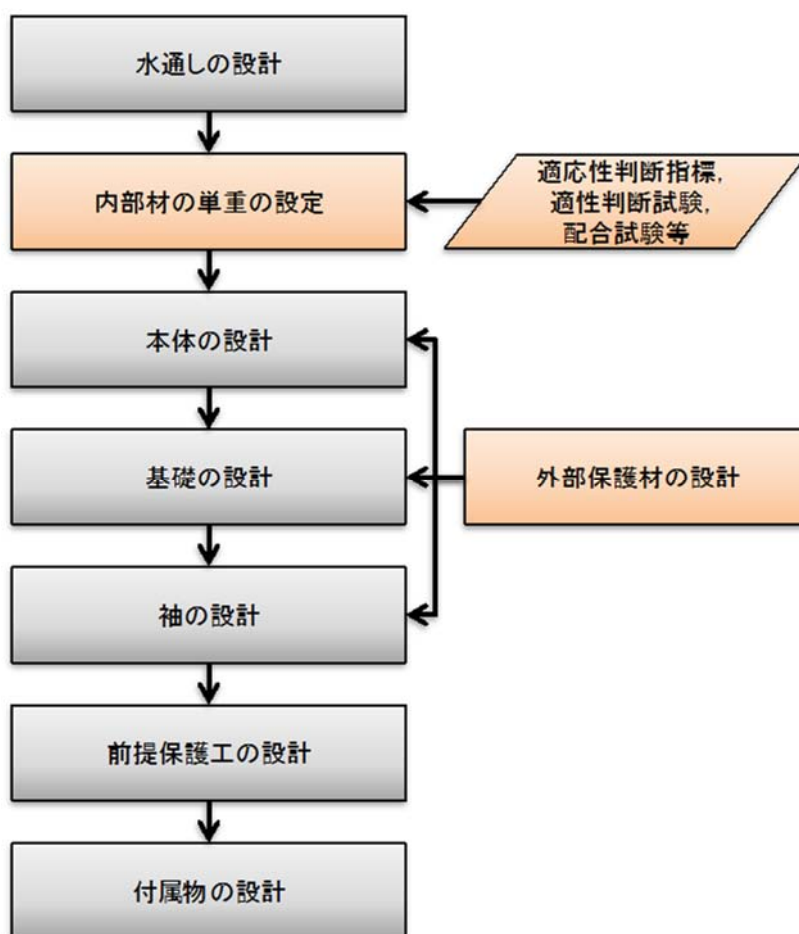 水通しの設計
内部材の単重の設定
適応性判断指標,
適性判断試験,
配合試験等
本体の設計
基礎の設計
外部保護材の設計
袖の設計
前提保護工の設計
付属物の設計